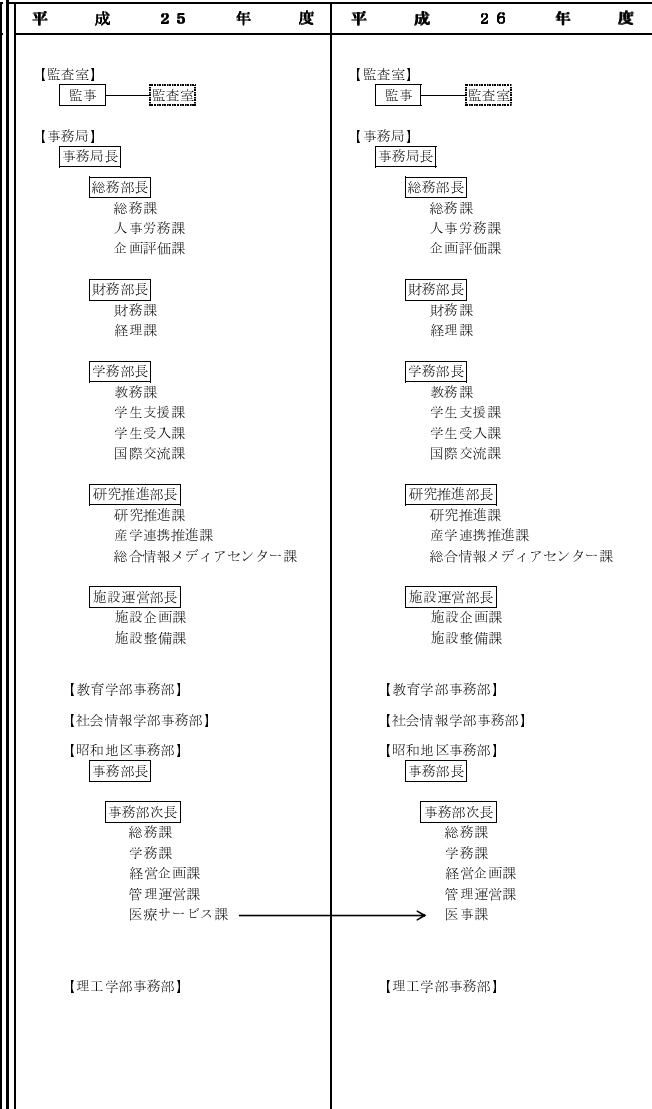 平成25年度
【監査室】
監事 監査室
【事務局】
事務局長
総務部長
総務課
人事労務課
企画評価課
財務部長
財務課
経理課
学務部長
教務課
学生支援課
学生受入課
国際交流課
研究推進部長
研究推進課
産学連携推進課
総合情報メディアセンター課
施設運営部長
施設企画課
施設整備課
【教育学部事務部】
【社会情報学部事務部】
【昭和地区事務部】
事務部長
事務部次長
総務課
学務課
経営企画課
管理運営課
医療サービス課
【理工学部事務部】
平成26年度
【監査室】
監事 監査室
【事務局】
事務局長
総務部長
総務課
人事労務課
企画評価課
財務部長
財務課
経理課
学務部長
教務課
学生支援課
学生受入課
国際交流課
研究推進部長
研究推進課
産学連携推進課
総合情報メディアセンター課
施設運営部長
施設企画課
施設整備課
【教育学部事務部】
【社会情報学部事務部】
【昭和地区事務部】
事務部長
事務部次長
総務課
学務課
経営企画課
管理運営課
医事課
【理工学部事務部】